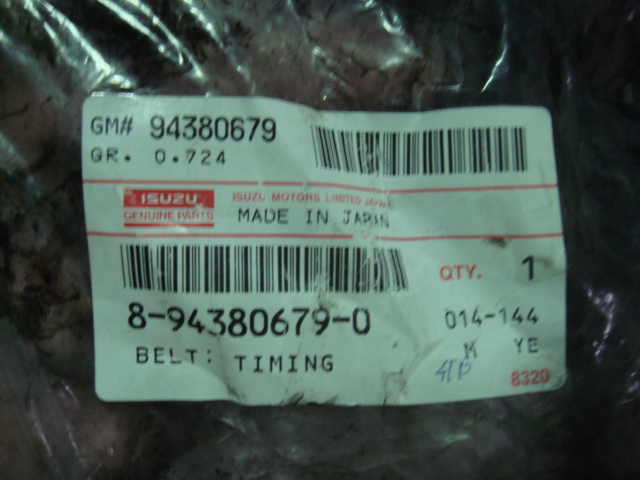 GM# 94380679
GR. 0.724
ISUZU
GENUINE PARTS
ISUZU MOTORS LIMITED JAPAN
MADE IN JAPAN
QTY. 1
8-94380679-0
014-144
BELT: TIMING
M YE
8320